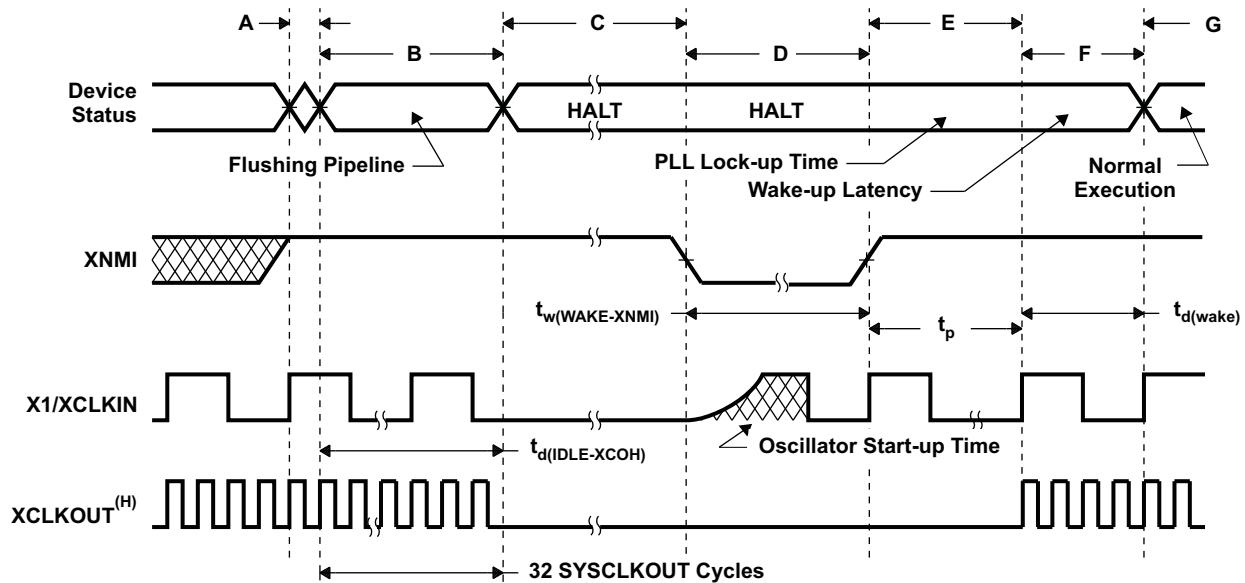 A
B
C
D
E
F
G
Device
Status
HALT
HALT
Flushing Pipeline
PLL Lock-up Time
Wake-up Latency
Normal
Execution
XNMI
tw(WAKE-XNMI)
tp
td(wake)
X1/XCLKIN
Oscillator Start-up Time
td(IDLE-XCOH)
XCLKOUT(H)
32 SYSCLKOUT Cycles